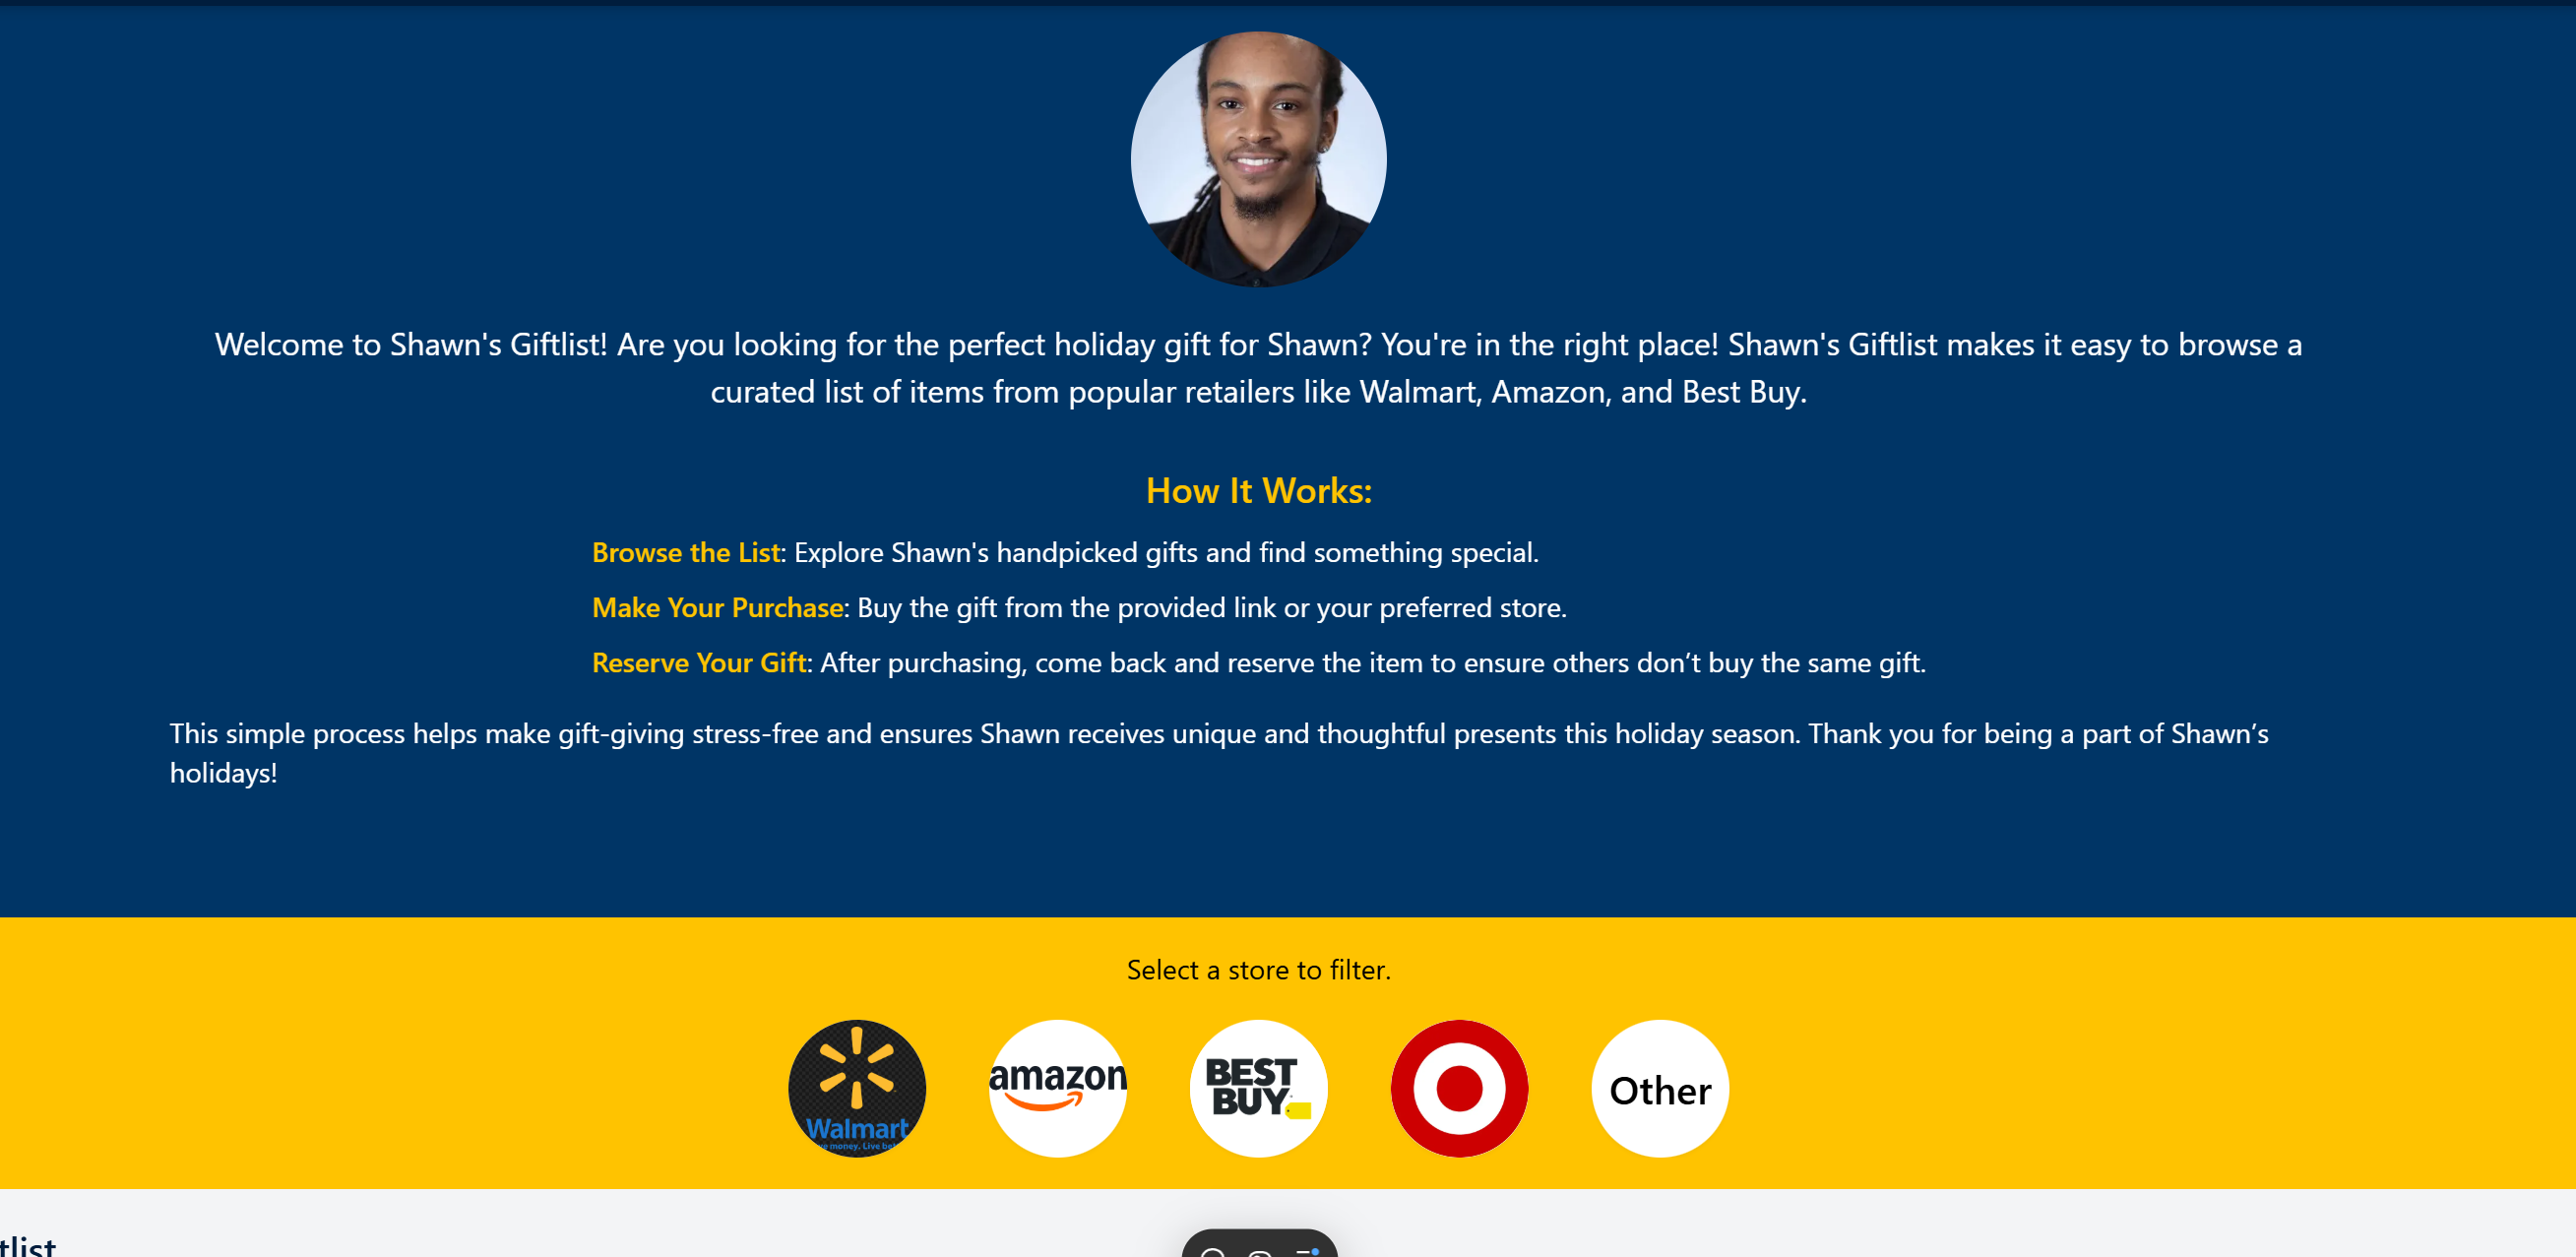 Welcome to Shawn's Giftlist! Are you looking for the perfect holiday gift for Shawn? You're in the right place! Shawn's Giftlist makes it easy to browse a
curated list of items from popular retailers like Walmart, Amazon, and Best Buy.
How It Works:
Browse the List: Explore Shawn's handpicked gifts and find something special.
Make Your Purchase: Buy the gift from the provided link or your preferred store.
Reserve Your Gift: After purchasing, come back and reserve the item to ensure others don’t buy the same gift.
This simple process helps make gift-giving stress-free and ensures Shawn receives unique and thoughtful presents this holiday season. Thank you for being a part of Shawn’s
holidays!
Select a store to filter.
Walmart
money. Live
amazon
BEST
BUY
Other
tlist